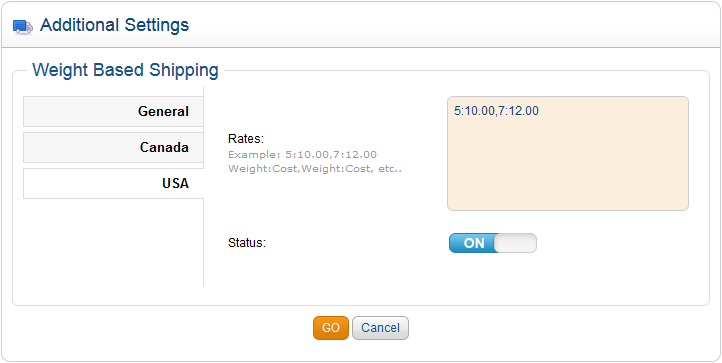 Additional Settings
Weight Based Shipping
General
Canada
USA
Rates:
Example: 5:10.00,7:12.00
Weight:Cost,Weight:Cost, etc..
5:10.00,7:12.00
Status:
ON
GO
Cancel